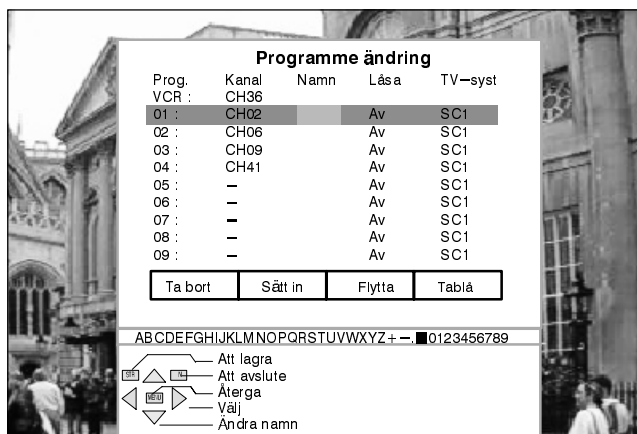 Programme ändring
Prog. Kanal Namn Låsa TV-syst
VCR : CH36
01 : CH02 Av SC1
02 : CH06 Av SC1
03 : CH09 Av SC1
04 : CH41 Av SC1
05 : – Av SC1
06 : – Av SC1
07 : – Av SC1
08 : – Av SC1
09 : – Av SC1
Ta bort Sätt in Flytta Tablå
ABCDEFGHIJKLMNOPQRSTUVWXYZ+–.■0123456789
Att lagra
STR N Att avslute
MENU Återga
Välj
Ändra namn